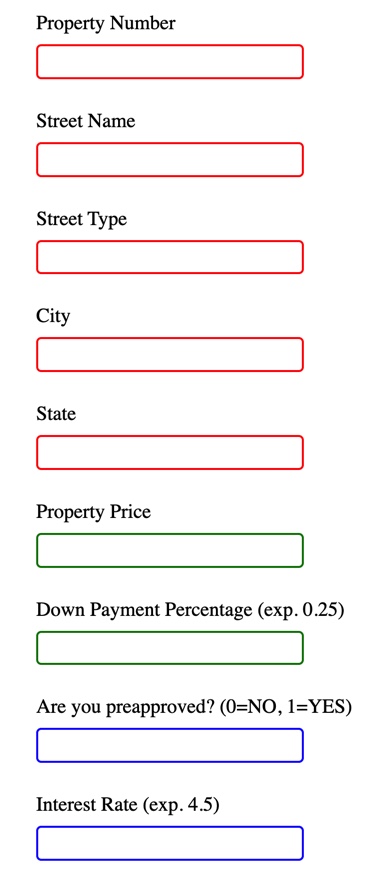 Property Number
Street Name
Street Type
City
State
Property Price
Down Payment Percentage (exp. 0.25)
Are you preapproved? (0=NO, 1=YES)
Interest Rate (exp. 4.5)